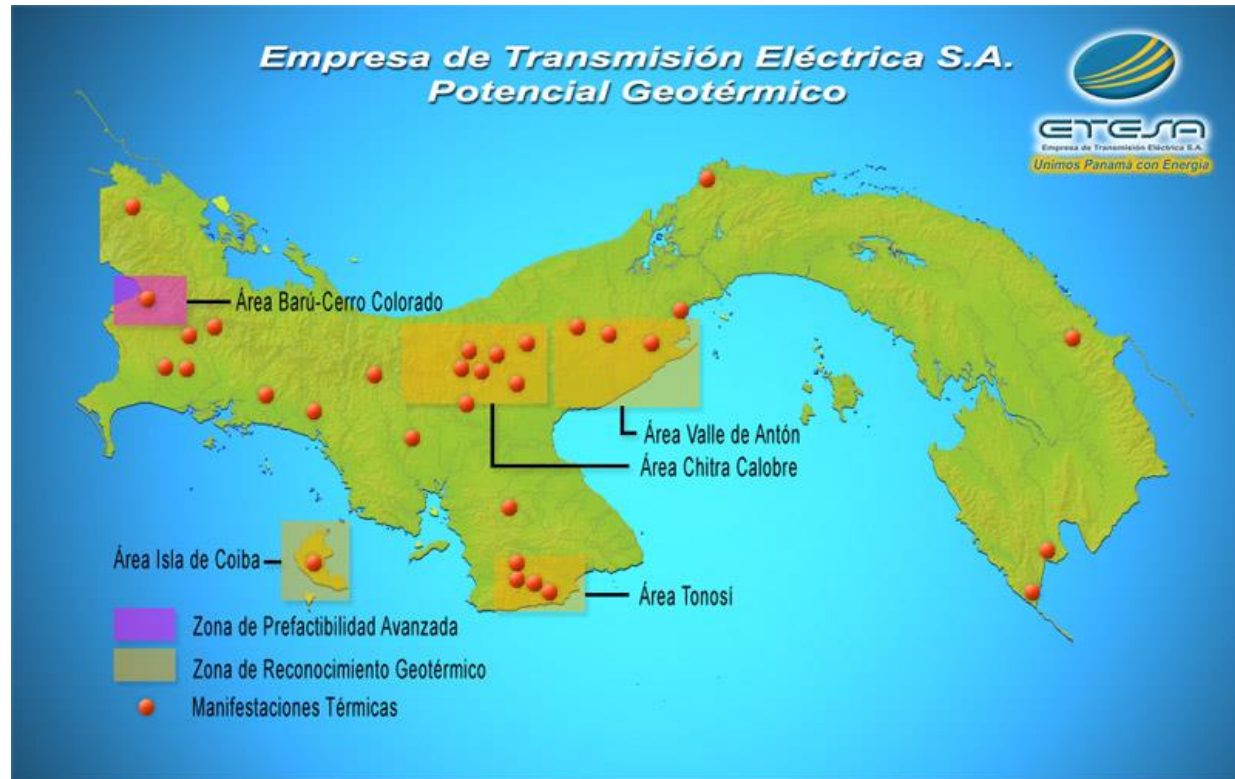 Empresa de Transmisión Eléctrica S.A.
Potencial Geotérmico
ETESA
Empresa de Transmisión Eléctrica S.A.
Unimos Panamá con Energía
Área Barú-Cerro Colorado
Área Valle de Antón
Área Chitra Calobre
Área Isla de Coiba
Área Tonosí
Zona de Prefactibilidad Avanzada
Zona de Reconocimiento Geotérmico
Manifestaciones Térmicas